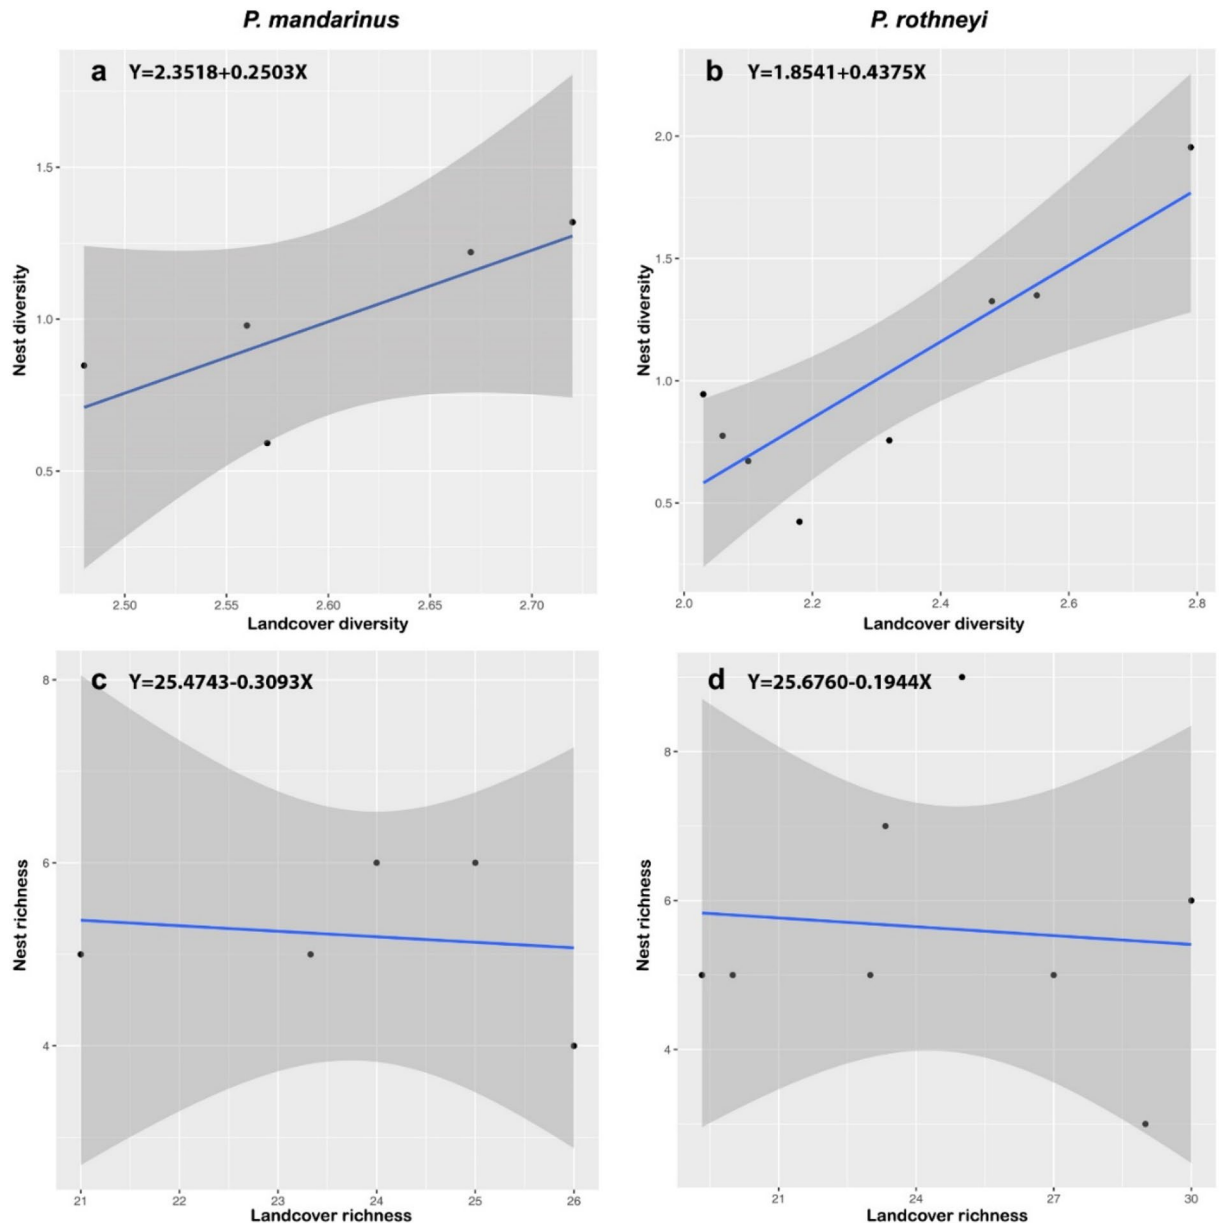 P. mandarinus
P. rothneyi
a Y=2.3518+0.2503X
1.5
1.0
0.5
Nest diversity
2.50 2.55 2.60 2.65 2.70
Landcover diversity
b Y=1.8541+0.4375X
2.0
1.5
1.0
0.5
Nest diversity
2.0 2.2 2.4 2.6 2.8
Landcover diversity
c Y=25.4743-0.3093X
8
6
4
Nest richness
21 22 23 24 25 26
Landcover richness
d Y=25.6760-0.1944X
8
6
4
Nest richness
21 24 27 30
Landcover richness